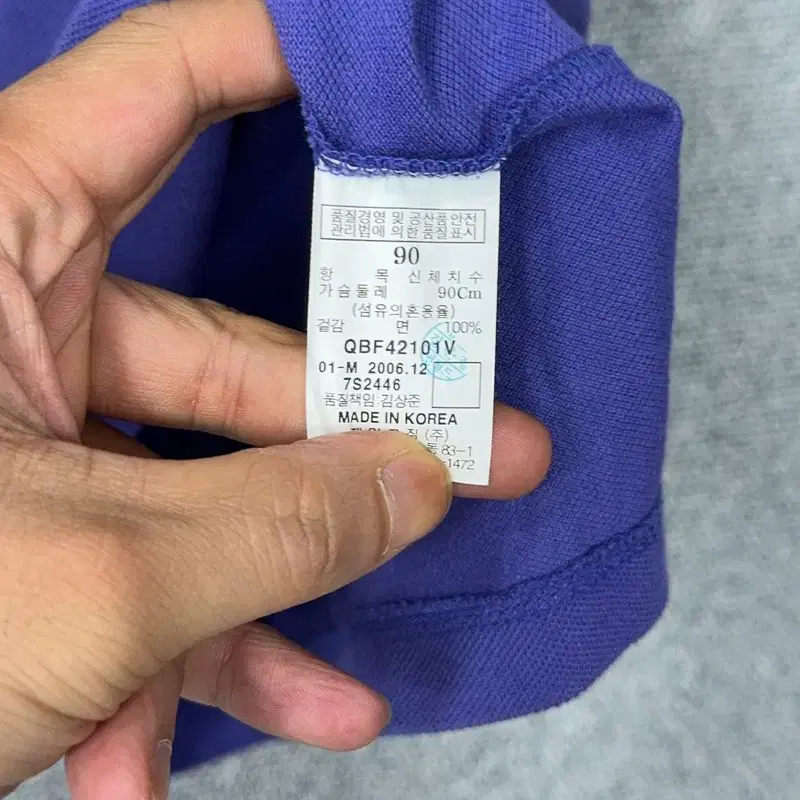 품질경영 및 공산품안전
관리법에 의한 품질표시
90
항 목 신체치수
가슴둘레 90Cm
(섬유의혼용율)
겉감 면 100%
QBF42101V
01-M 2006.12
7S2446
품질책임:김상준
MADE IN KOREA
(주)
동 83-1
-1472